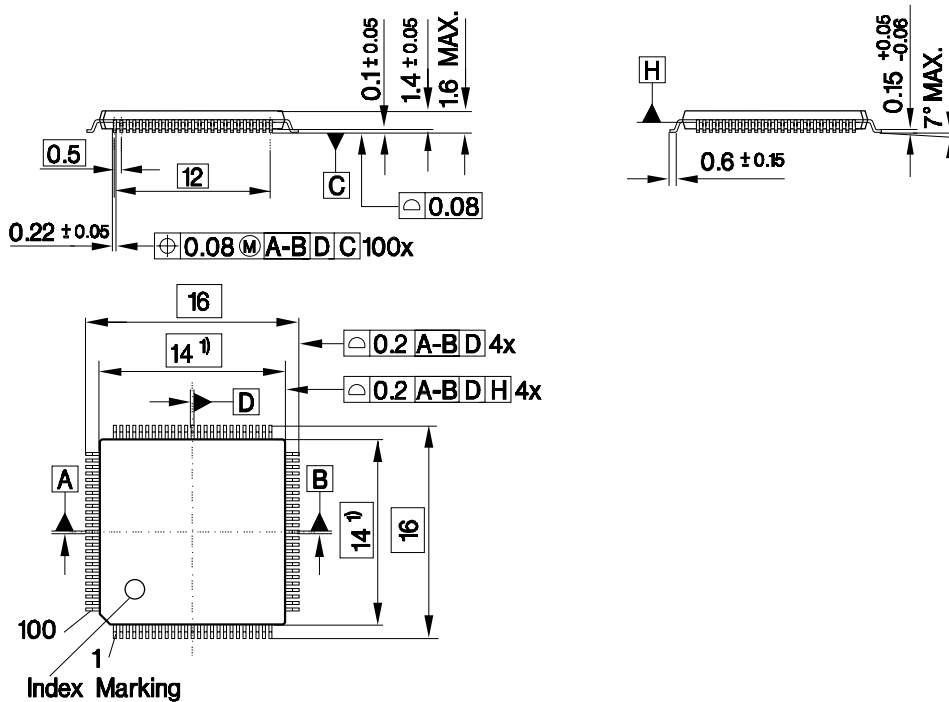 0.1 ± 0.05
1.4 ± 0.05
1.6 MAX.
H
0.15 +0.05 -0.06
7° MAX.
0.5
12
C
0.6 ± 0.15
⌓ 0.08
0.22 ± 0.05
⌖ 0.08 Ⓜ A-B D C 100x
16
⌓ 0.2 A-B D 4x
14 1)
⌓ 0.2 A-B D H 4x
D
A
B
14 1)
16
100
1
Index Marking